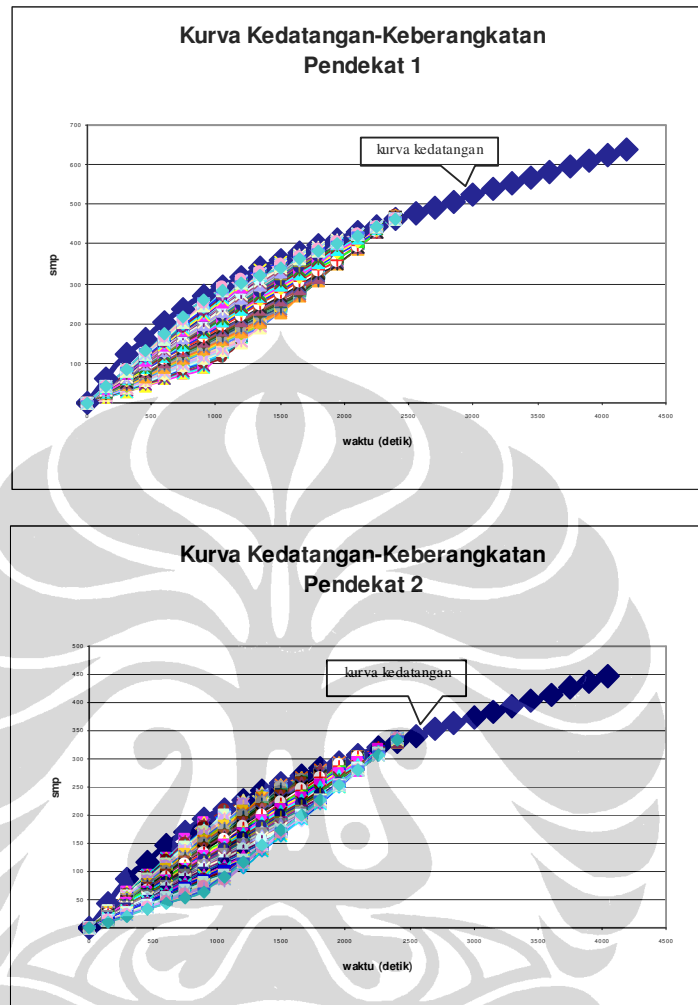 Kurva Kedatangan-Keberangkatan
Pendekat 1
700
600
500
400
300
200
100
smp
kurva kedatangan
0 500 1000 1500 2000 2500 3000 3500 4000 4500
waktu (detik)
Kurva Kedatangan-Keberangkatan
Pendekat 2
500
450
400
350
300
250
200
150
100
50
smp
kurva kedatangan
0 500 1000 1500 2000 2500 3000 3500 4000 4500
waktu (detik)